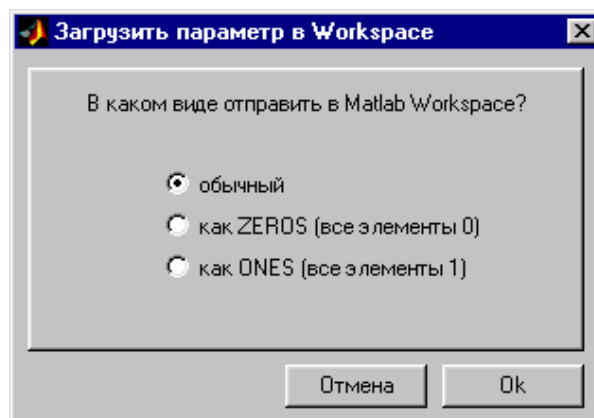 Загрузить параметр в Workspace
В каком виде отправить в Matlab Workspace?
обычный
как ZEROS (все элементы 0)
как ONES (все элементы 1)
Отмена Ok